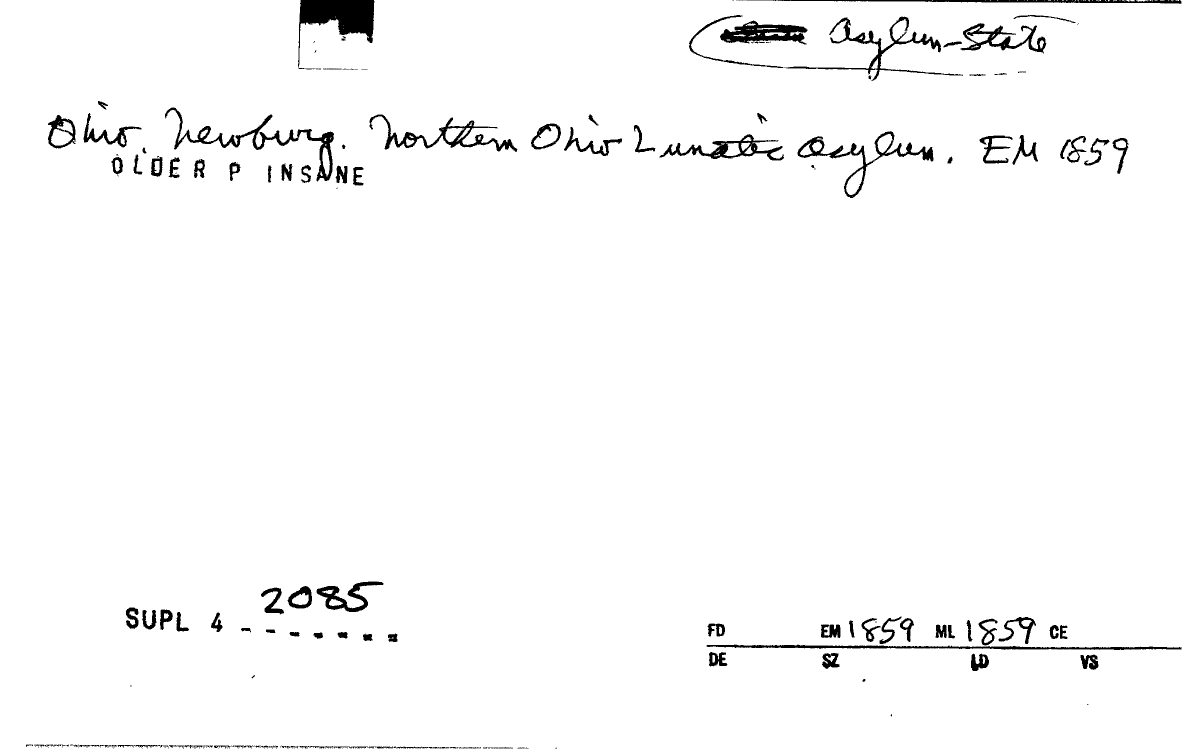 Asylum-State
Ohio. Newburg. Northern Ohio Lunatic Asylum. EM 1859
OLDER P INSANE
2085
SUPL 4
FD EM 1859 ML 1859 CE
DE SZ LD VS